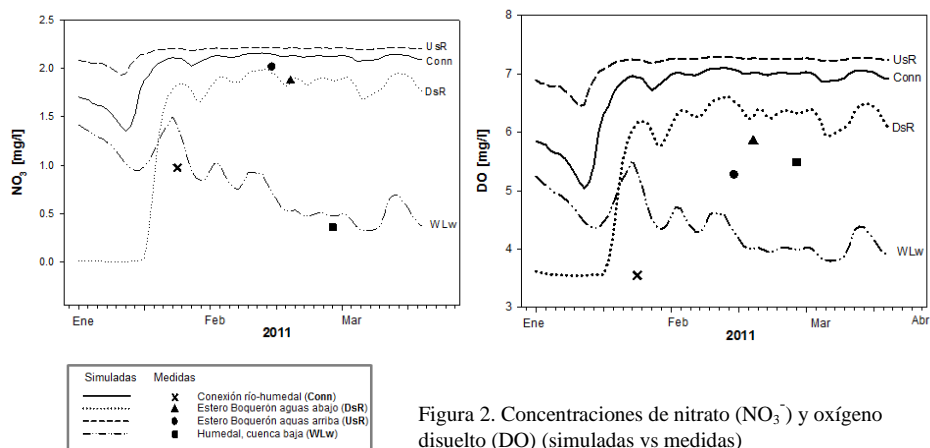 2.5
2.0
1.5
1.0
0.5
0.0
NO3 [mg/l]
UsR
Conn
DsR
WLw
Ene
Feb
Mar
2011
8
7
6
5
4
3
DO [mg/l]
UsR
Conn
DsR
WLw
Ene
Feb
Mar
Abr
2011
Simuladas Medidas
Conexión río-humedal (Conn)
Estero Boquerón aguas abajo (DsR)
Estero Boquerón aguas arriba (UsR)
Humedal, cuenca baja (WLw)
Figura 2. Concentraciones de nitrato (NO3-) y oxígeno
disuelto (DO) (simuladas vs medidas)